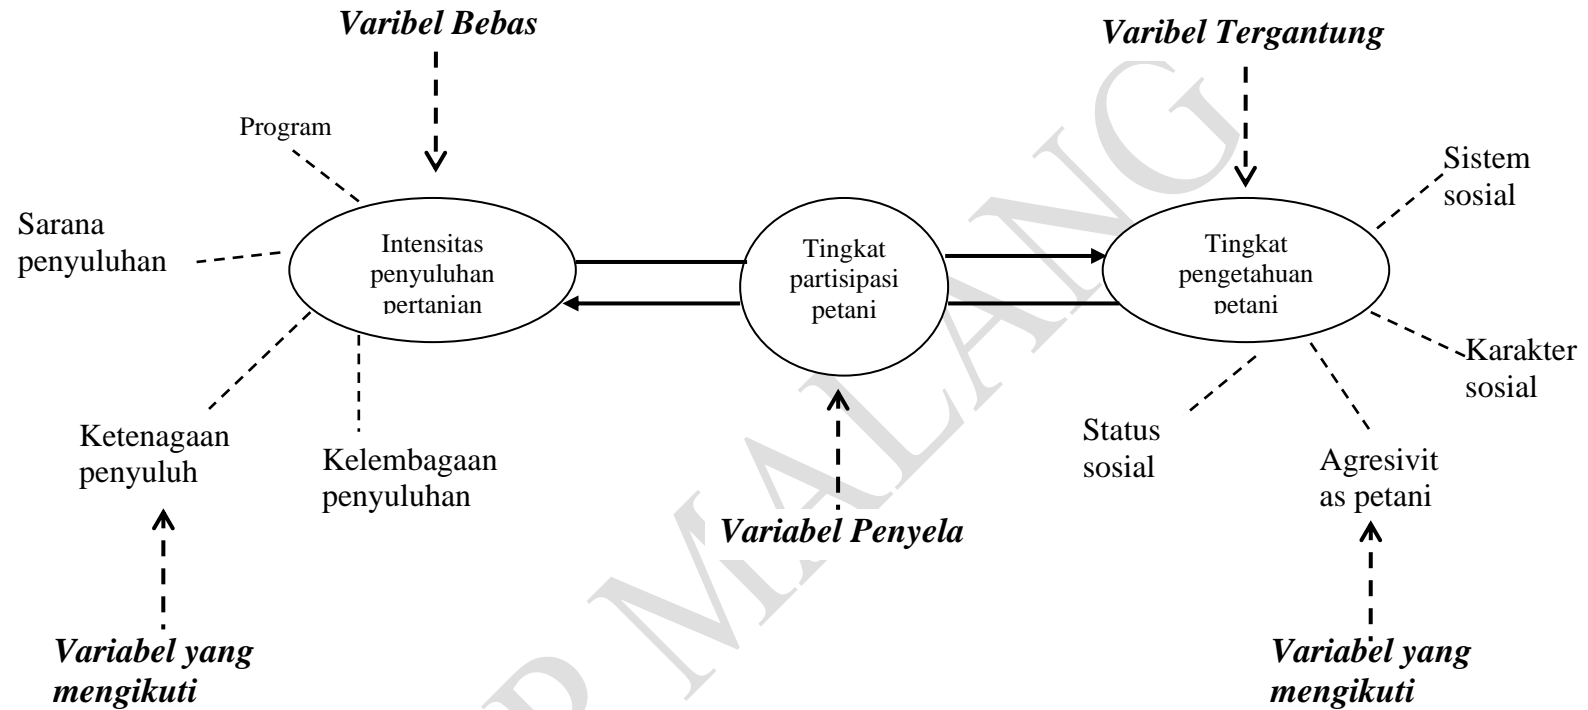 Varibel Bebas
Varibel Tergantung
Program
Sistem
sosial
Sarana
penyuluhan
Intensitas
penyuluhan
pertanian
Tingkat
partisipasi
petani
Tingkat
pengetahuan
petani
Karakter
sosial
Ketenagaan
penyuluh
Kelembagaan
penyuluhan
Status
sosial
Agresivit
as petani
Variabel Penyela
Variabel yang
mengikuti
Variabel yang
mengikuti
P MALANG